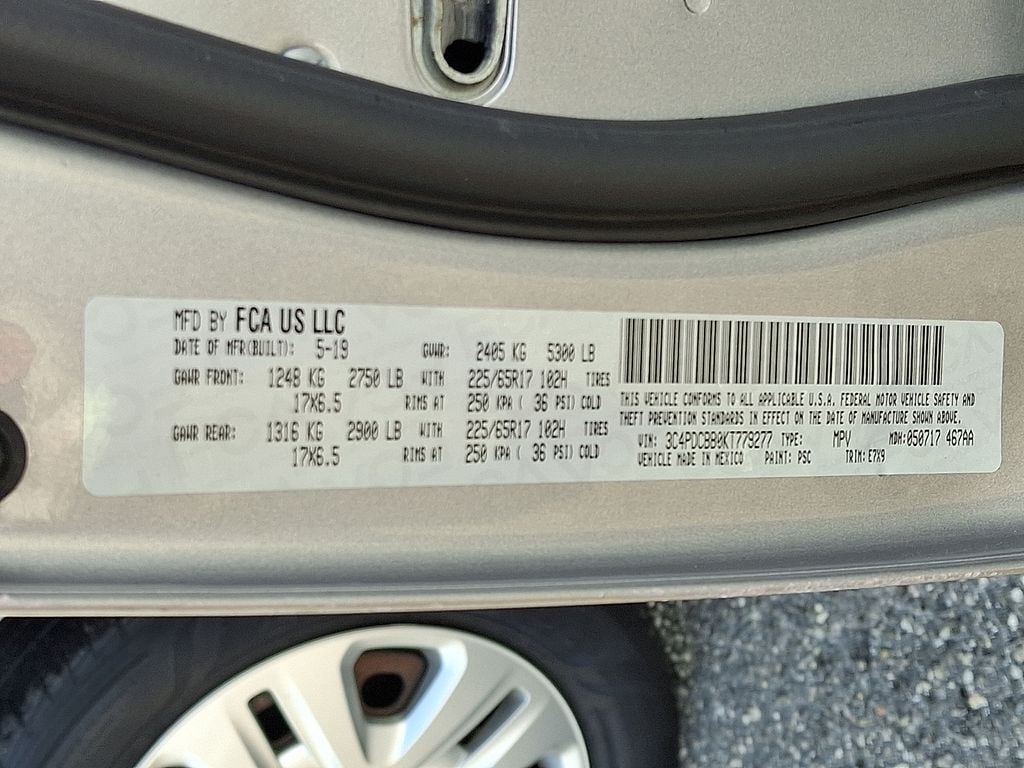 MFD BY FCA US LLC
DATE OF MFR(BUILT): 5-19 GVWR: 2405 KG 5300 LB
GAWR FRONT: 1248 KG 2750 LB WITH 225/65R17 102H TIRES
17X6.5 RIMS AT 250 KPA ( 36 PSI) COLD
GAWR REAR: 1316 KG 2900 LB WITH 225/65R17 102H TIRES
17X6.5 RIMS AT 250 KPA ( 36 PSI) COLD
THIS VEHICLE CONFORMS TO ALL APPLICABLE U.S.A. FEDERAL MOTOR VEHICLE SAFETY AND
THEFT PREVENTION STANDARDS IN EFFECT ON THE DATE OF MANUFACTURE SHOWN ABOVE.
VIN: 3C4PDCBB9KT779277 TYPE: MPV MDH: 050717 467AA
VEHICLE MADE IN MEXICO PAINT: PSC TRIM: E7X9